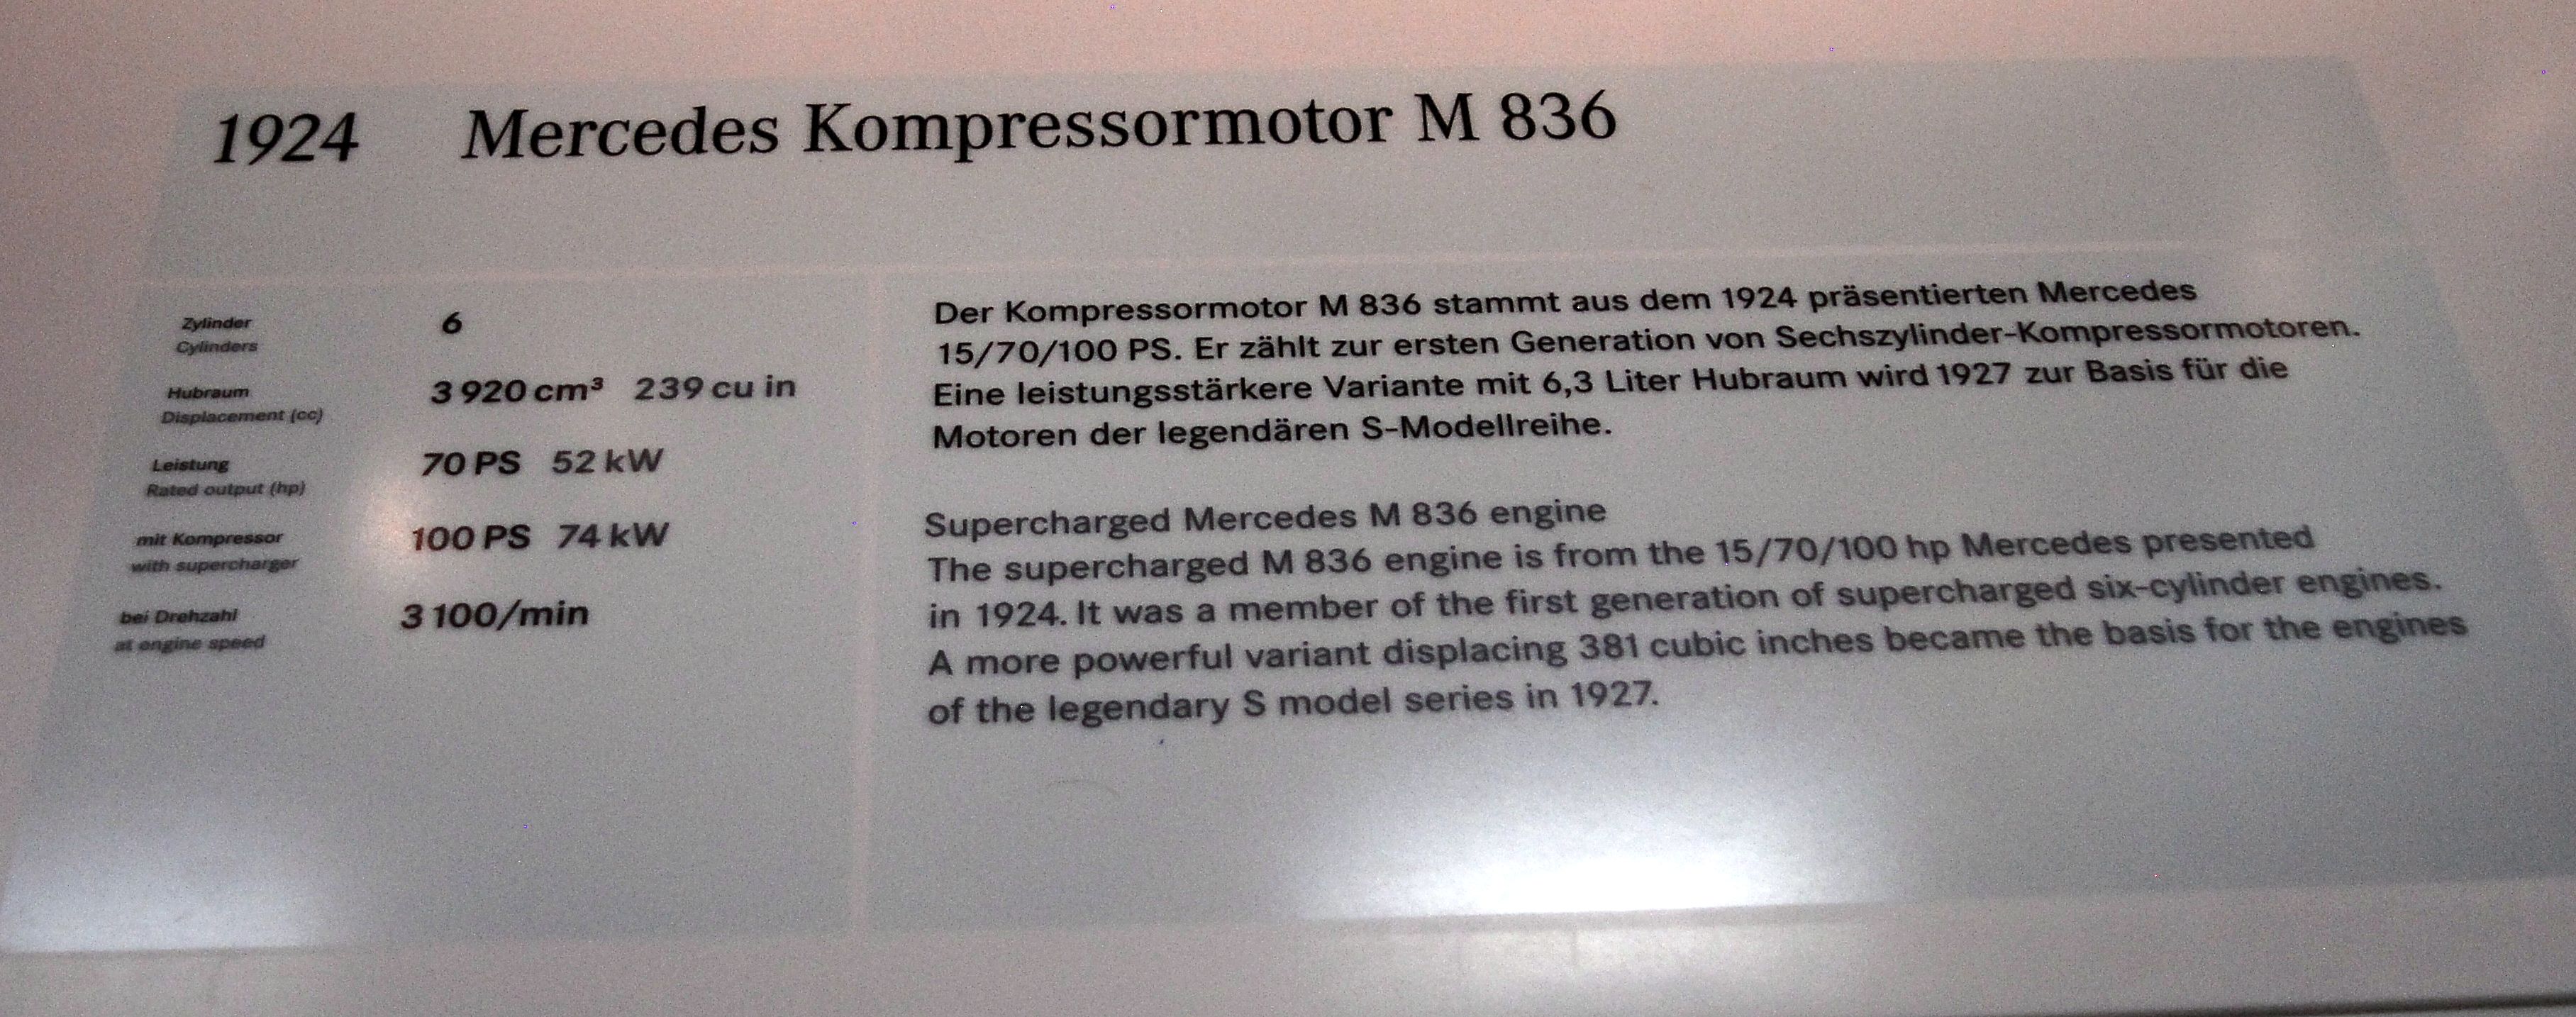 1924 Mercedes Kompressormotor M 836
Zylinder
Cylinders
6
Hubraum
Displacement (cc)
3 920 cm³ 239 cu in
Leistung
Rated output (hp)
70 PS 52 kW
mit Kompressor
with supercharger
100 PS 74 kW
bei Drehzahl
at engine speed
3 100/min
Der Kompressormotor M 836 stammt aus dem 1924 präsentierten Mercedes
15/70/100 PS. Er zählt zur ersten Generation von Sechszylinder-Kompressormotoren.
Eine leistungsstärkere Variante mit 6,3 Liter Hubraum wird 1927 zur Basis für die
Motoren der legendären S-Modellreihe.
Supercharged Mercedes M 836 engine
The supercharged M 836 engine is from the 15/70/100 hp Mercedes presented
in 1924. It was a member of the first generation of supercharged six-cylinder engines.
A more powerful variant displacing 381 cubic inches became the basis for the engines
of the legendary S model series in 1927.